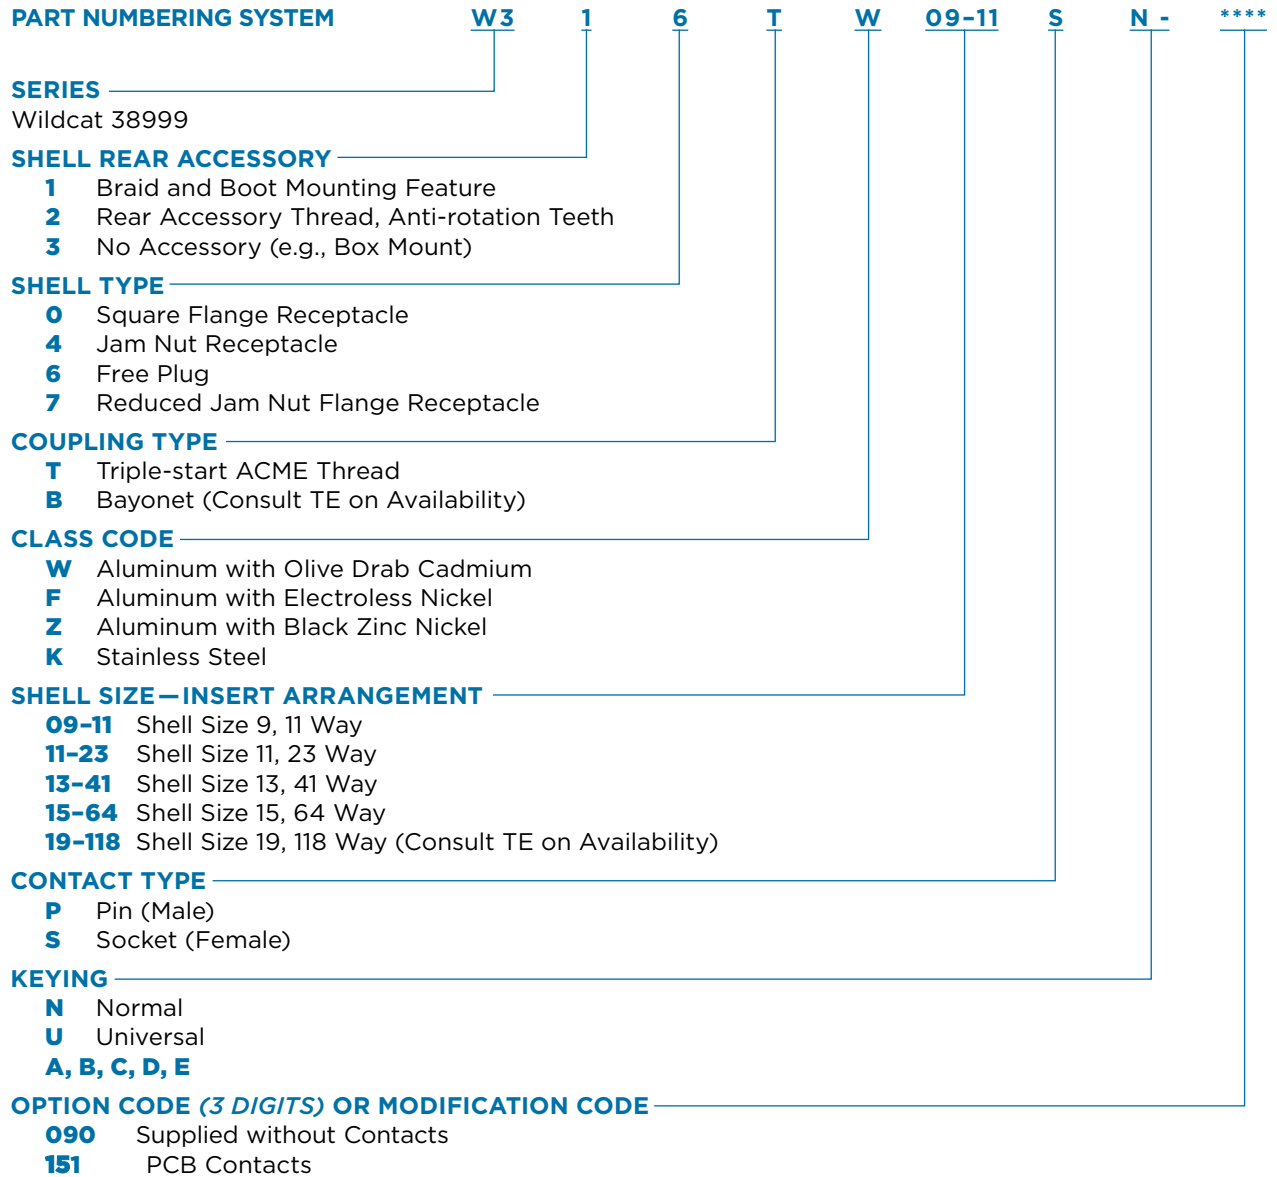 PART NUMBERING SYSTEM W3 1 6 T W 09–11 S N - ****
SERIES
Wildcat 38999
SHELL REAR ACCESSORY
1 Braid and Boot Mounting Feature
2 Rear Accessory Thread, Anti-rotation Teeth
3 No Accessory (e.g., Box Mount)
SHELL TYPE
0 Square Flange Receptacle
4 Jam Nut Receptacle
6 Free Plug
7 Reduced Jam Nut Flange Receptacle
COUPLING TYPE
T Triple-start ACME Thread
B Bayonet (Consult TE on Availability)
CLASS CODE
W Aluminum with Olive Drab Cadmium
F Aluminum with Electroless Nickel
Z Aluminum with Black Zinc Nickel
K Stainless Steel
SHELL SIZE—INSERT ARRANGEMENT
09–11 Shell Size 9, 11 Way
11–23 Shell Size 11, 23 Way
13–41 Shell Size 13, 41 Way
15–64 Shell Size 15, 64 Way
19–118 Shell Size 19, 118 Way (Consult TE on Availability)
CONTACT TYPE
P Pin (Male)
S Socket (Female)
KEYING
N Normal
U Universal
A, B, C, D, E
OPTION CODE (3 DIGITS) OR MODIFICATION CODE
090 Supplied without Contacts
151 PCB Contacts